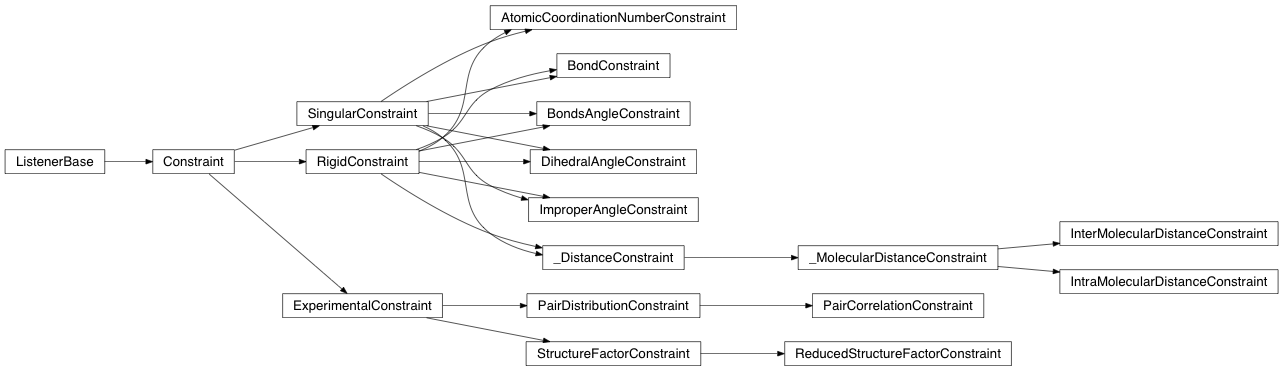 AtomicCoordinationNumberConstraint
BondConstraint
SingularConstraint
BondsAngleConstraint
ListenerBase
Constraint
RigidConstraint
DihedralAngleConstraint
ImproperAngleConstraint
InterMolecularDistanceConstraint
_DistanceConstraint
_MolecularDistanceConstraint
IntraMolecularDistanceConstraint
ExperimentalConstraint
PairDistributionConstraint
PairCorrelationConstraint
StructureFactorConstraint
ReducedStructureFactorConstraint